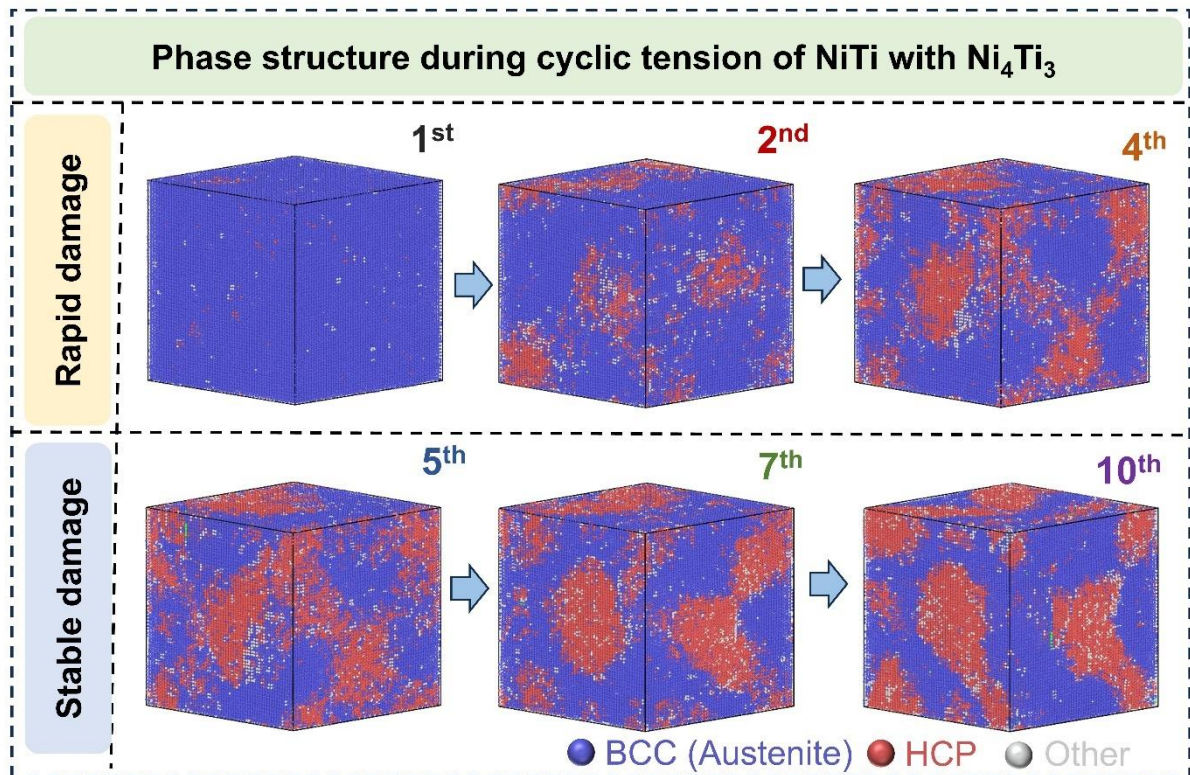 Phase structure during cyclic tension of NiTi with Ni₄Ti₃
Rapid damage
1st
2nd
4th
Stable damage
5th
7th
10th
BCC (Austenite)
HCP
Other